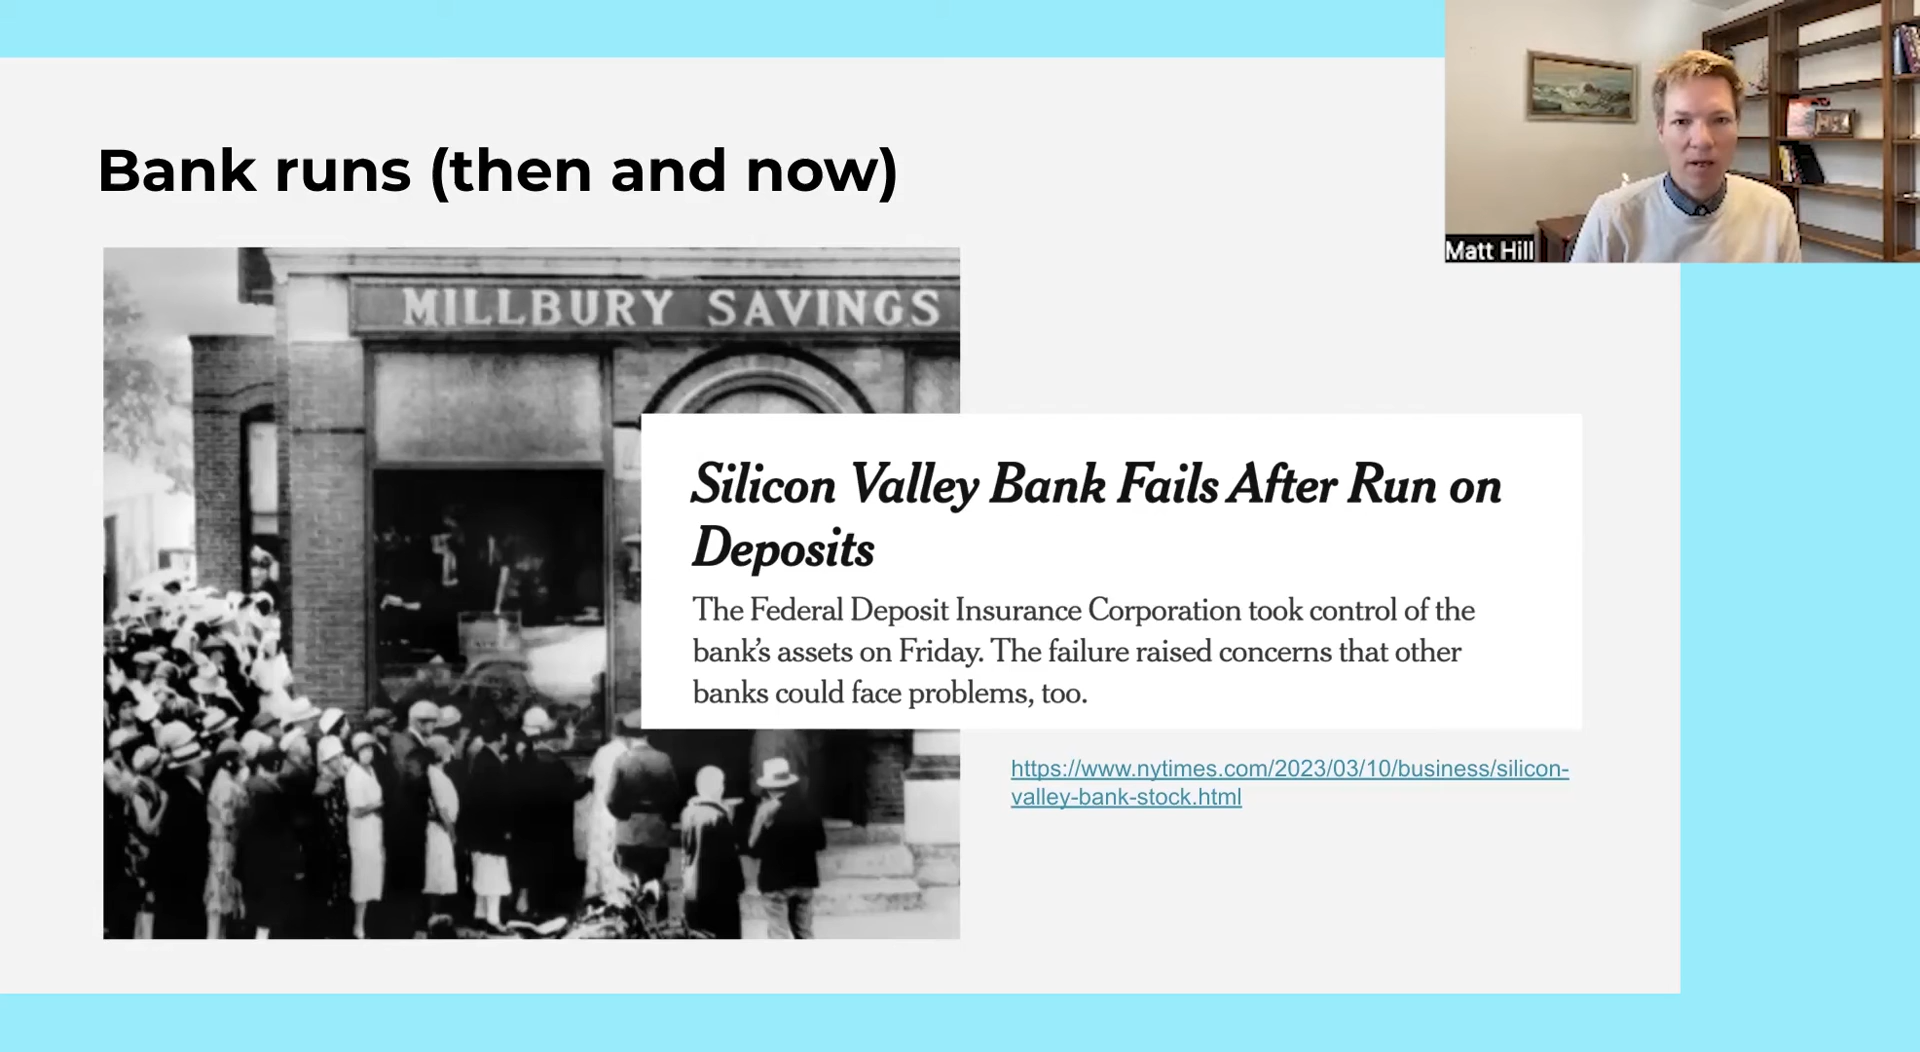 Bank runs (then and now)
MILLBURY SAVINGS
Silicon Valley Bank Fails After Run on
Deposits
The Federal Deposit Insurance Corporation took control of the
bank’s assets on Friday. The failure raised concerns that other
banks could face problems, too.
https://www.nytimes.com/2023/03/10/business/silicon-
valley-bank-stock.html
Matt Hill